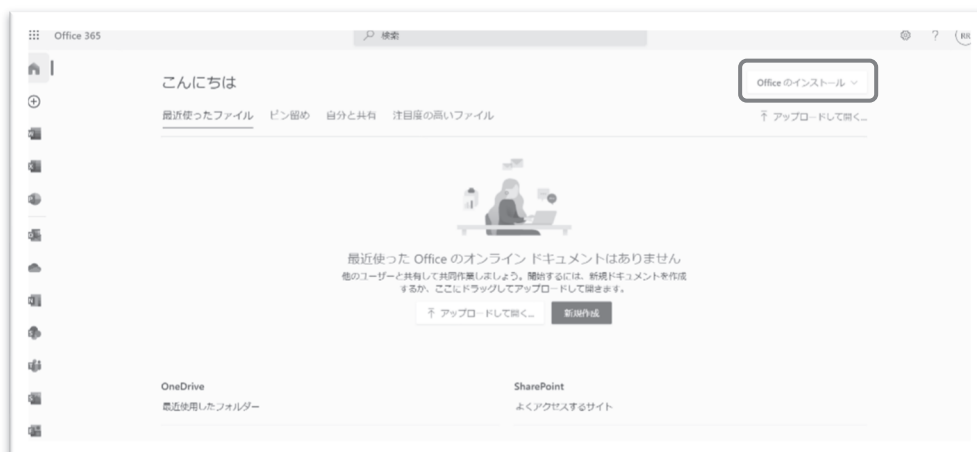 Office 365
検索
?
RR
こんにちは
Office のインストール
最近使ったファイル ピン留め 自分と共有 注目度の高いファイル
アップロードして開く...
最近使った Office のオンライン ドキュメントはありません
他のユーザーと共有して共同作業しましょう。開始するには、新規ドキュメントを作成
するか、ここにドラッグしてアップロードして開きます。
アップロードして開く... 新規作成
OneDrive
SharePoint
最近使用したフォルダー
よくアクセスするサイト